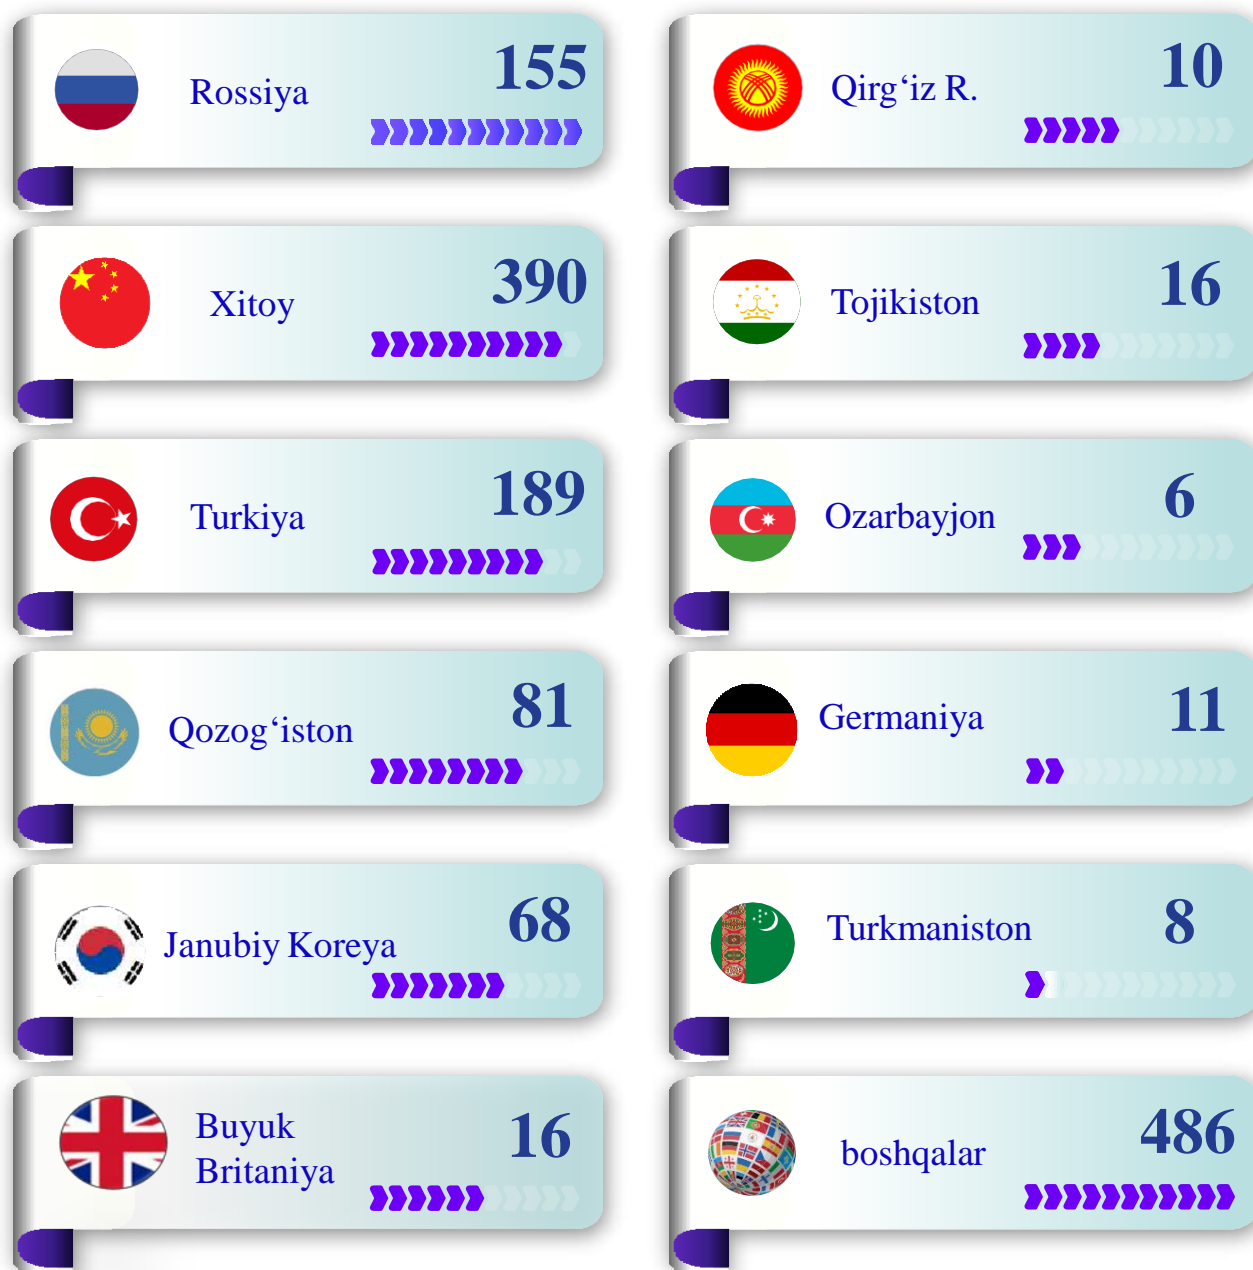 Rossiya
155
Xitoy
390
Turkiya
189
Qozog‘iston
81
Janubiy Koreya
68
Buyuk
Britaniya
16
Qirg‘iz R.
10
Tojikiston
16
Ozarbayjon
6
Germaniya
11
Turkmaniston
8
boshqalar
486